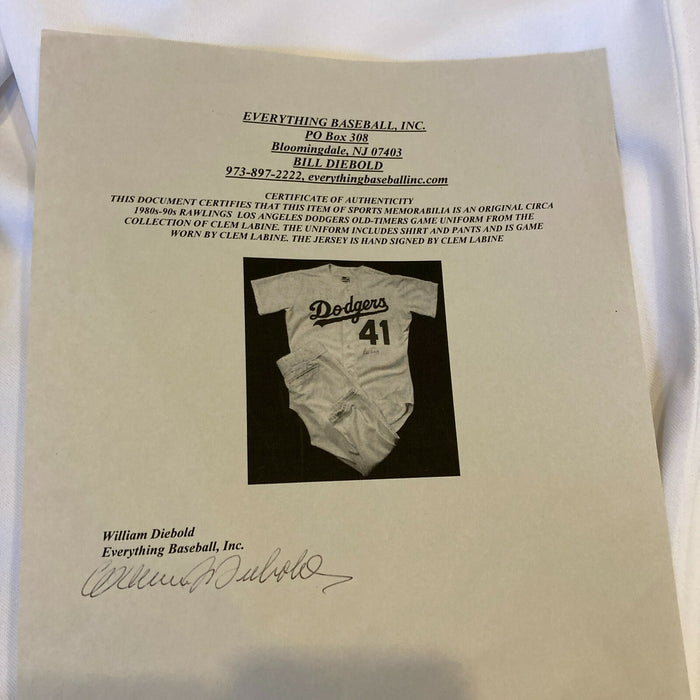 EVERYTHING BASEBALL, INC.
PO Box 308
Bloomingdale, NJ 07403
BILL DIEBOLD
973-897-2222, everythingbaseballinc.com
CERTIFICATE OF AUTHENTICITY
THIS DOCUMENT CERTIFIES THAT THIS ITEM OF SPORTS MEMORABILIA IS AN ORIGINAL CIRCA
1980s-90s RAWLINGS LOS ANGELES DODGERS OLD-TIMERS GAME UNIFORM FROM THE
COLLECTION OF CLEM LABINE. THE UNIFORM INCLUDES SHIRT AND PANTS AND IS GAME
WORN BY CLEM LABINE. THE JERSEY IS HAND SIGNED BY CLEM LABINE
Dodgers
41
William Diebold
Everything Baseball, Inc.
William Diebold